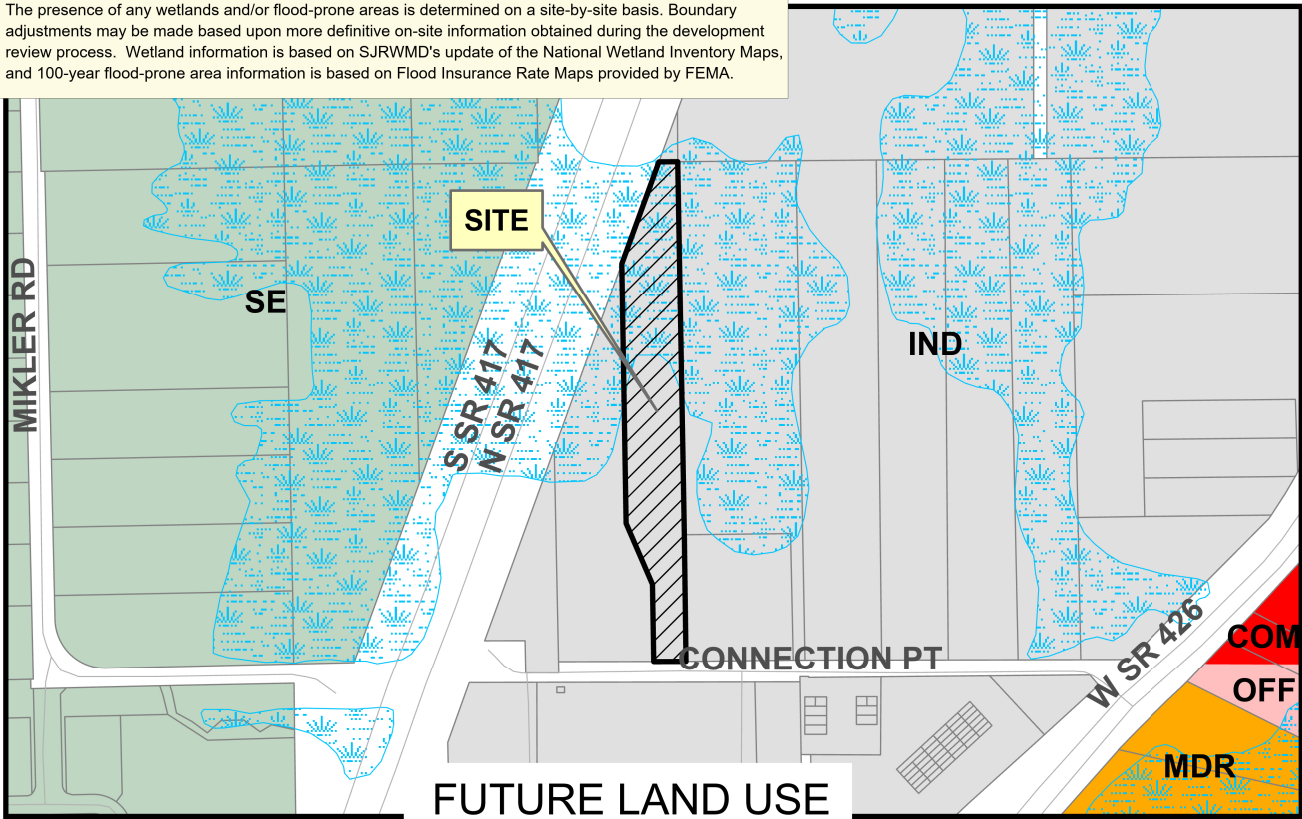 The presence of any wetlands and/or flood-prone areas is determined on a site-by-site basis. Boundary
adjustments may be made based upon more definitive on-site information obtained during the development
review process.  Wetland information is based on SJRWMD's update of the National Wetland Inventory Maps,
and 100-year flood-prone area information is based on Flood Insurance Rate Maps provided by FEMA.
SITE
SE
MIKLER RD
IND
S SR 417
N SR 417
CONNECTION PT
W SR 426
COM
OFF
MDR
FUTURE LAND USE